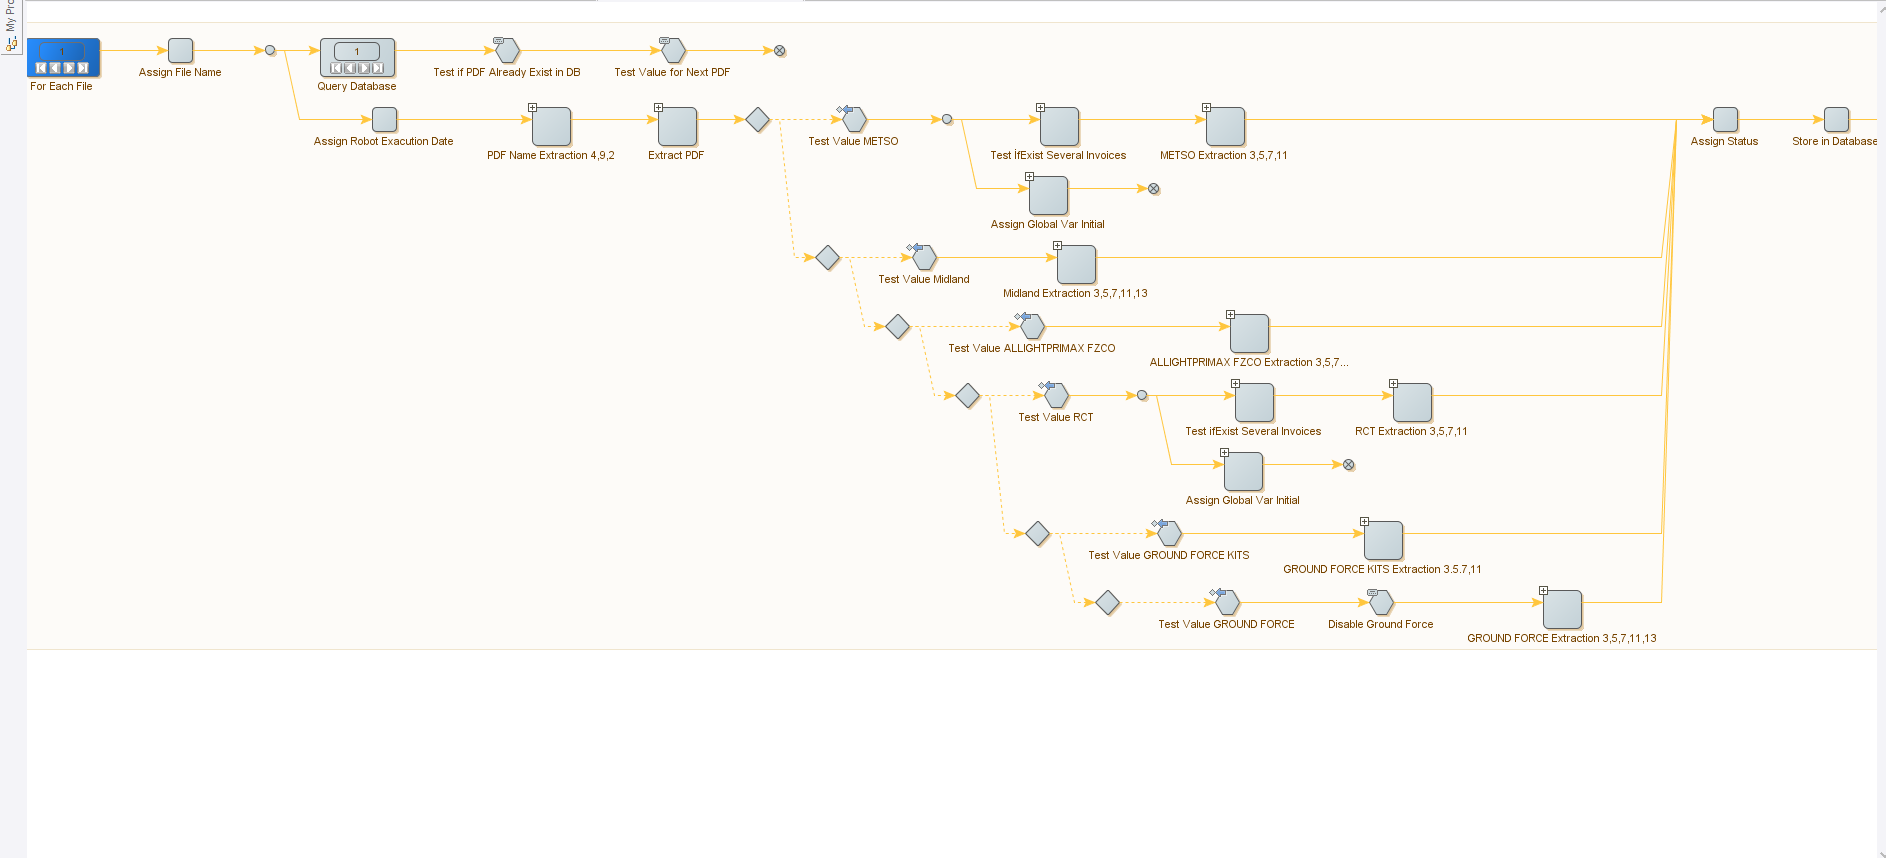 My Pro
1
For Each File
Assign File Name
1
Query Database
Test if PDF Already Exist in DB
Test Value for Next PDF
Assign Robot Exacution Date
PDF Name Extraction 4,9,2
Extract PDF
Test Value METSO
Test İfExist Several Invoices
METSO Extraction 3,5,7,11
Assign Status
Store in Database
Assign Global Var Initial
Test Value Midland
Midland Extraction 3,5,7,11,13
Test Value ALLIGHTPRIMAX FZCO
ALLIGHTPRIMAX FZCO Extraction 3,5,7...
Test Value RCT
Test ifExist Several Invoices
RCT Extraction 3,5,7,11
Assign Global Var Initial
Test Value GROUND FORCE KITS
GROUND FORCE KITS Extraction 3.5.7,11
Test Value GROUND FORCE
Disable Ground Force
GROUND FORCE Extraction 3,5,7,11,13